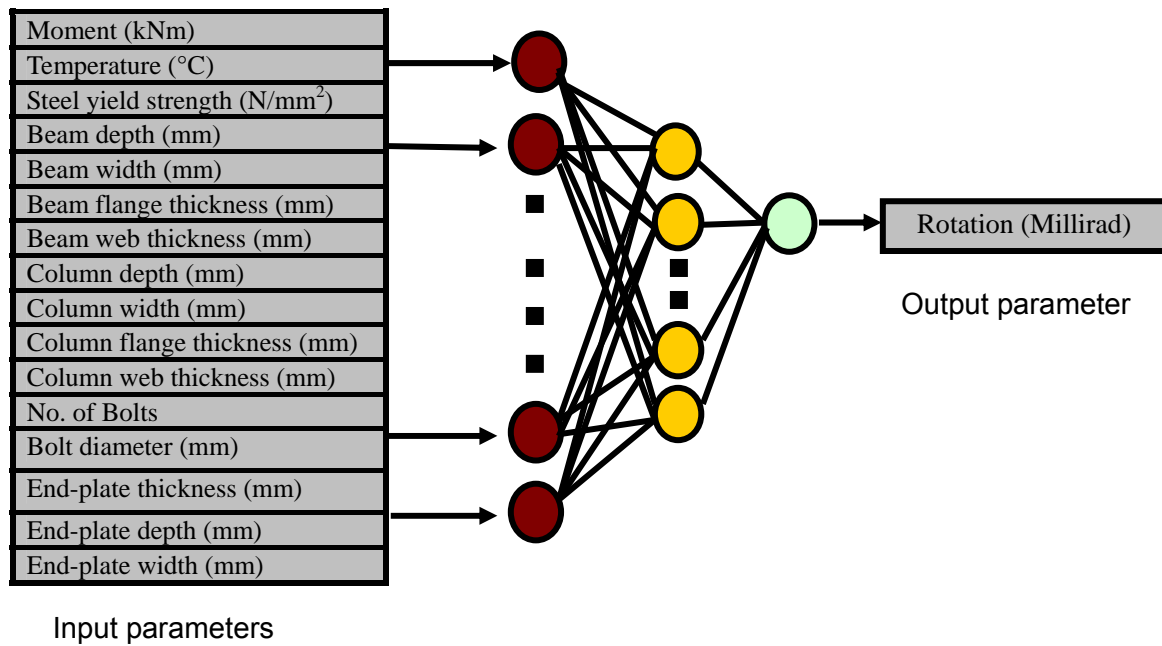 Moment (kNm)
Temperature (°C)
Steel yield strength (N/mm²)
Beam depth (mm)
Beam width (mm)
Beam flange thickness (mm)
Beam web thickness (mm)
Column depth (mm)
Column width (mm)
Column flange thickness (mm)
Column web thickness (mm)
No. of Bolts
Bolt diameter (mm)
End-plate thickness (mm)
End-plate depth (mm)
End-plate width (mm)
Input parameters
Rotation (Millirad)
Output parameter